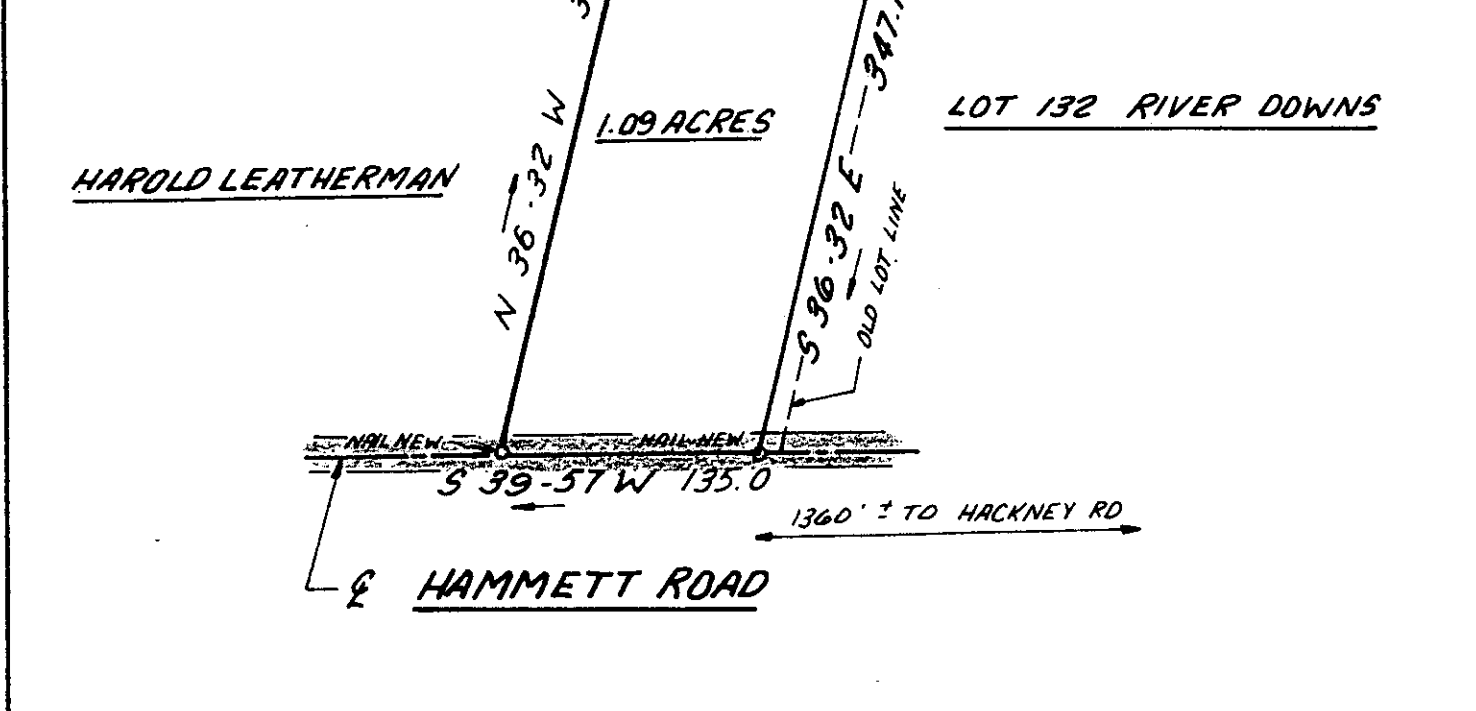 347.
1.09 ACRES
LOT 132 RIVER DOWNS
HAROLD LEATHERMAN
N 36-32 W
S 36-32 E
OLD LOT LINE
NAIL NEW
NAIL NEW
S 39-57 W 135.0
1360' ± TO HACKNEY RD
℄ HAMMETT ROAD